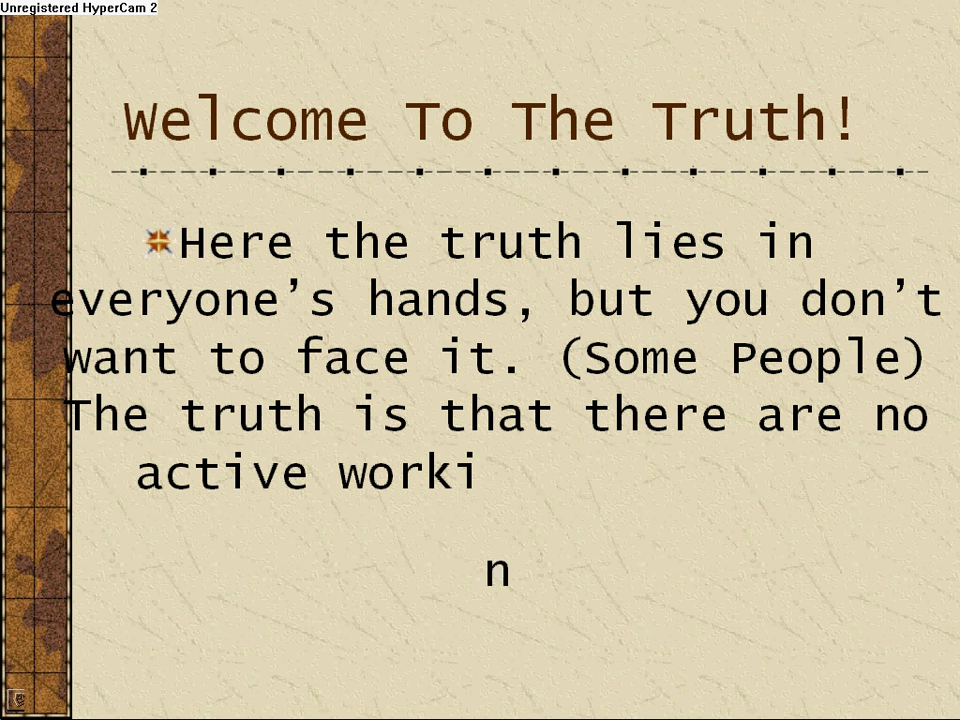 Unregistered HyperCam 2
Welcome To The Truth!
Here the truth lies in
everyone’s hands, but you don’t
want to face it. (Some People)
The truth is that there are no
active worki
n